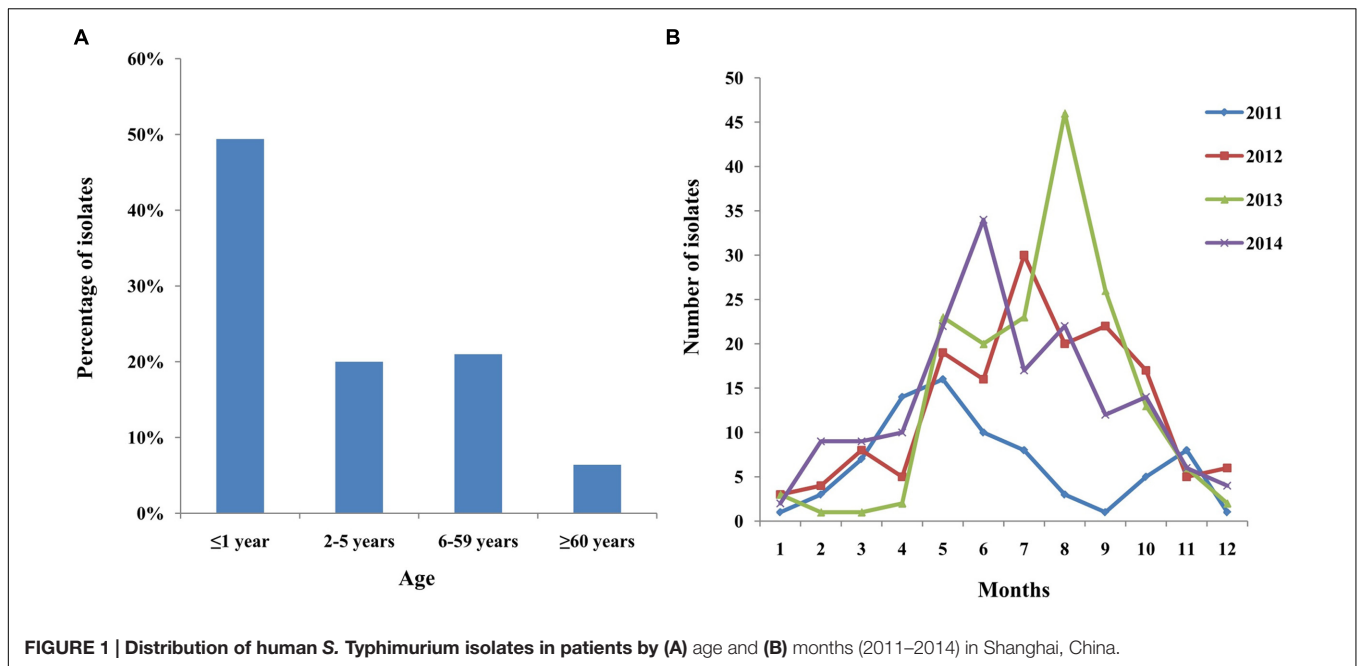 A
60%
50%
40%
30%
20%
10%
0%
Percentage of isolates
≤1 year 2-5 years 6-59 years ≥60 years
Age
B
50
45
40
35
30
25
20
15
10
5
0
Number of isolates
1 2 3 4 5 6 7 8 9 10 11 12
Months
2011
2012
2013
2014
FIGURE 1 | Distribution of human S. Typhimurium isolates in patients by (A) age and (B) months (2011–2014) in Shanghai, China.